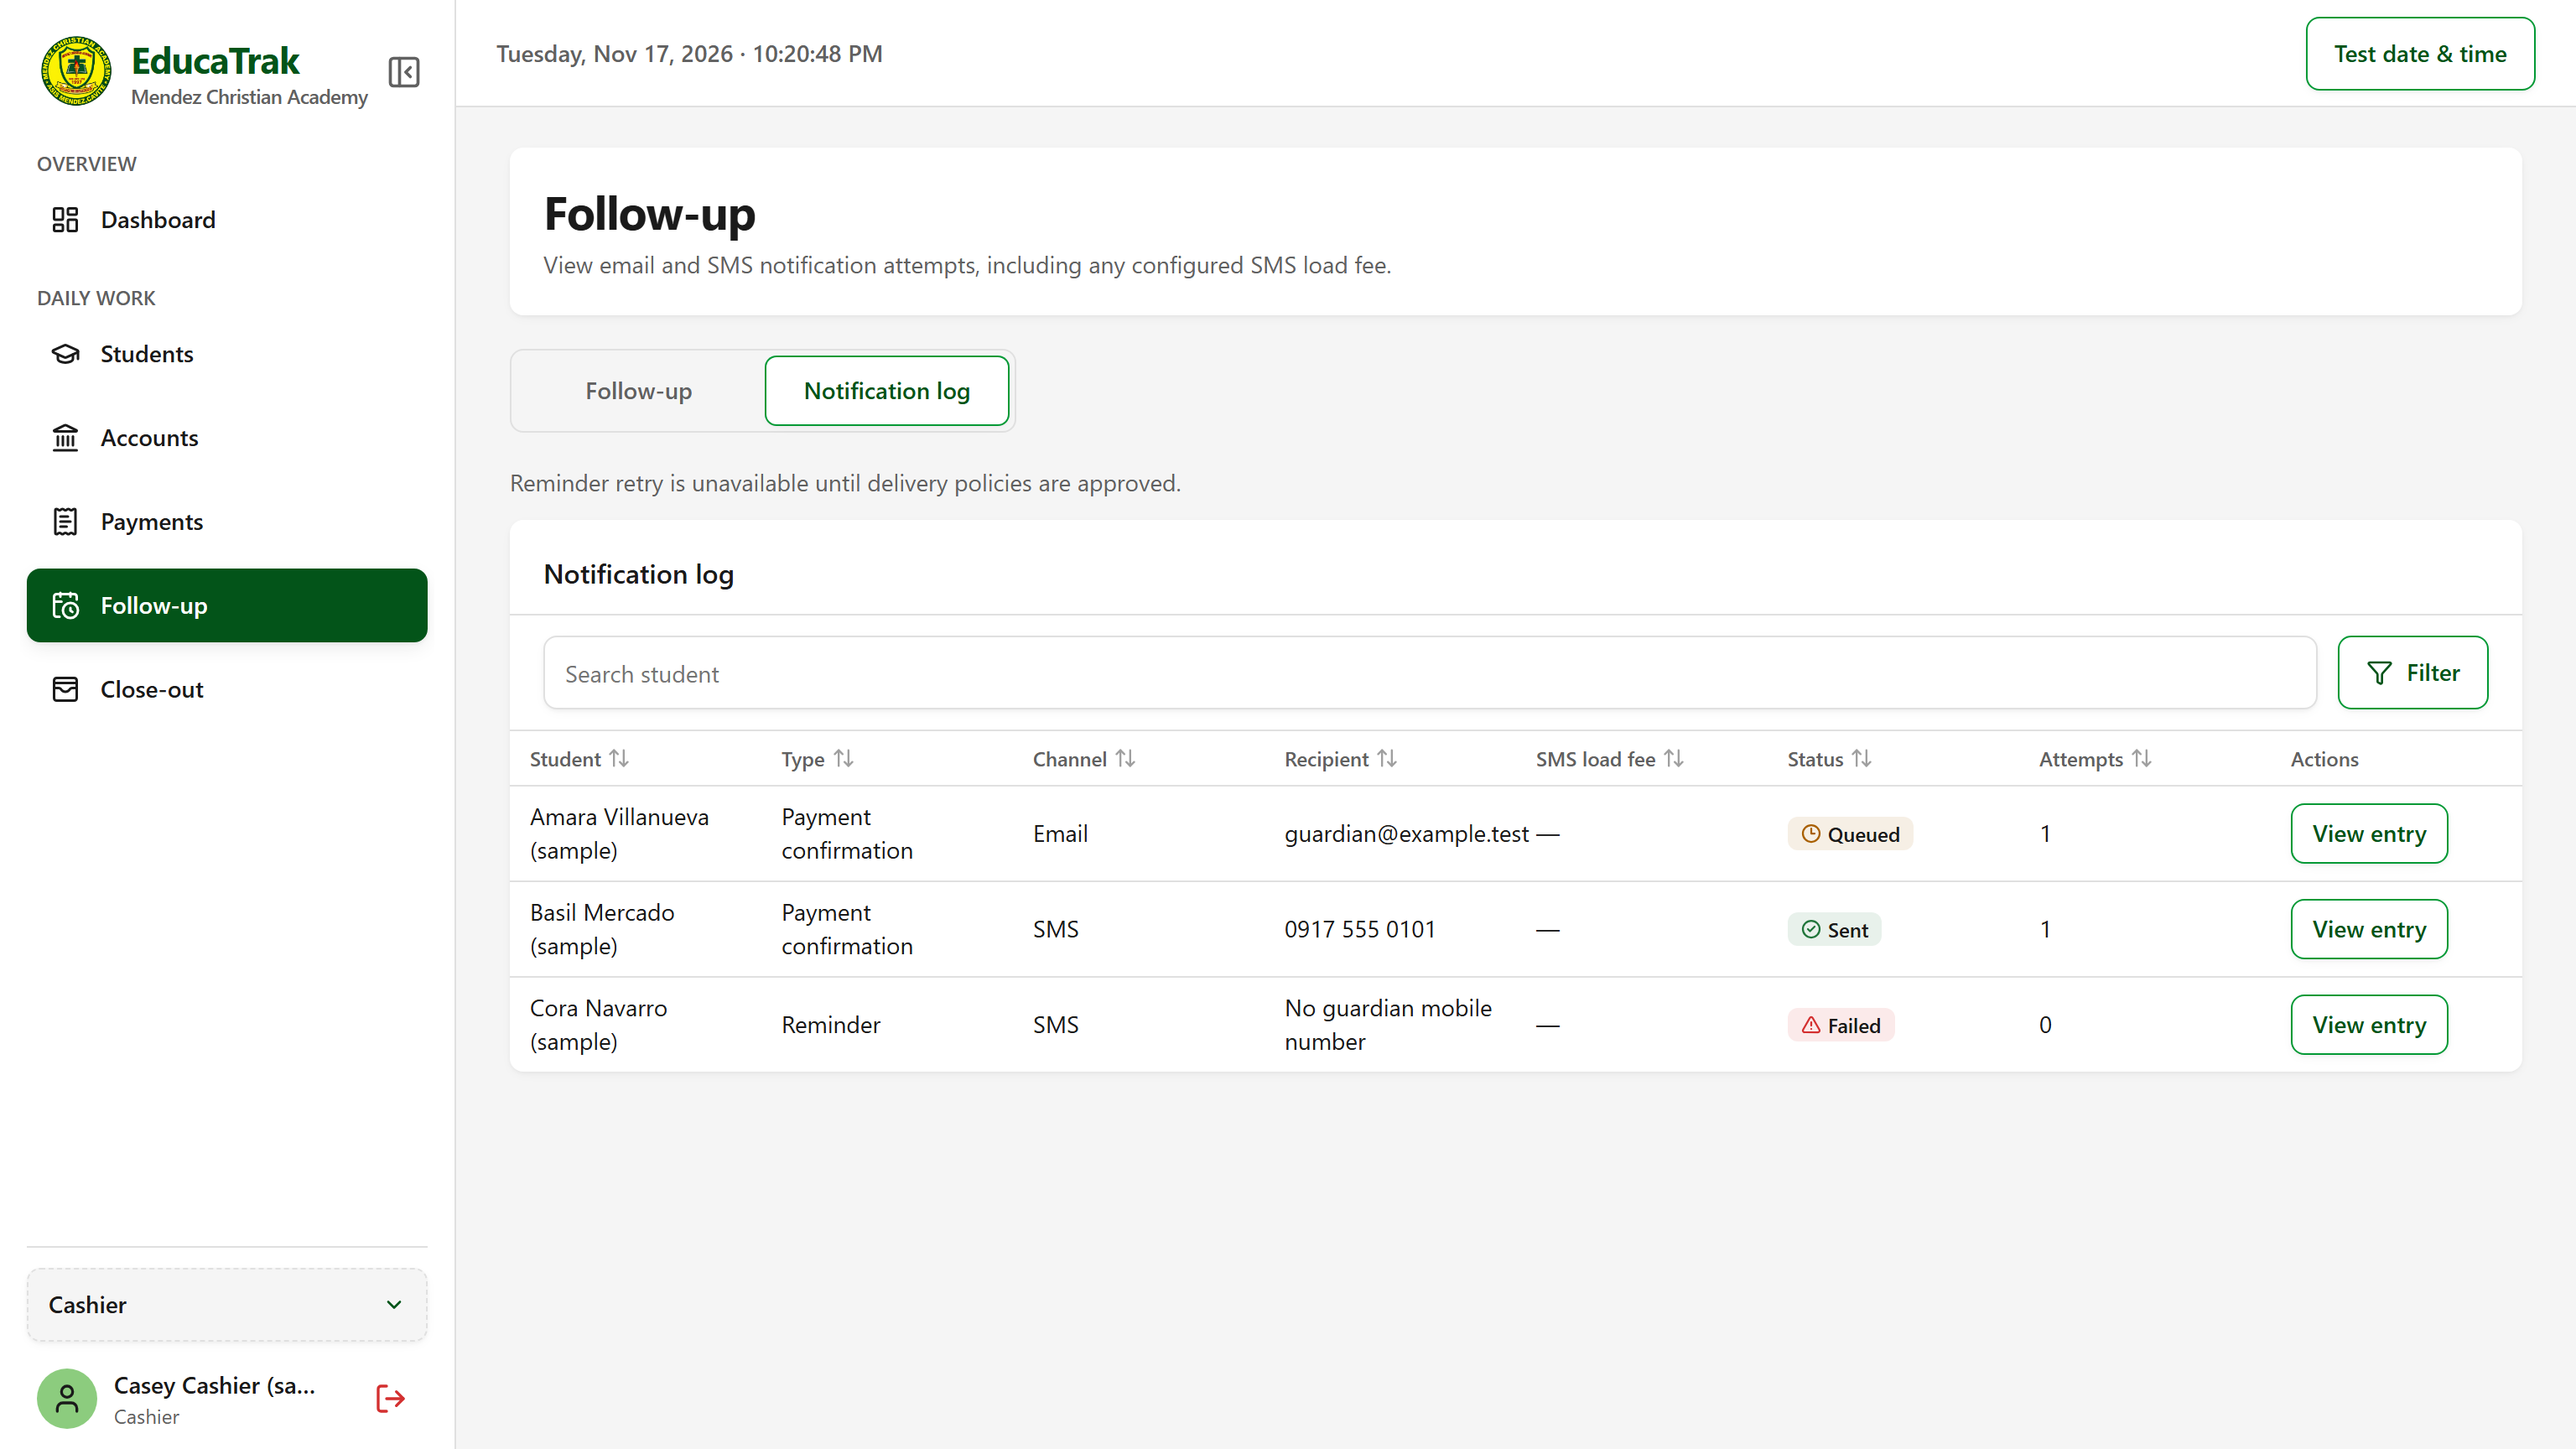 EducaTrak
Mendez Christian Academy
OVERVIEW
Dashboard
DAILY WORK
Students
Accounts
Payments
Follow-up
Close-out
Cashier
Casey Cashier (sa...
Cashier
Tuesday, Nov 17, 2026 · 10:20:48 PM
Test date & time
Follow-up
View email and SMS notification attempts, including any configured SMS load fee.
Follow-up
Notification log
Reminder retry is unavailable until delivery policies are approved.
Notification log
Search student
Filter
Student Type Channel Recipient SMS load fee Status Attempts Actions
Amara Villanueva (sample) Payment confirmation Email guardian@example.test — Queued 1 View entry
Basil Mercado (sample) Payment confirmation SMS 0917 555 0101 — Sent 1 View entry
Cora Navarro (sample) Reminder SMS No guardian mobile number — Failed 0 View entry